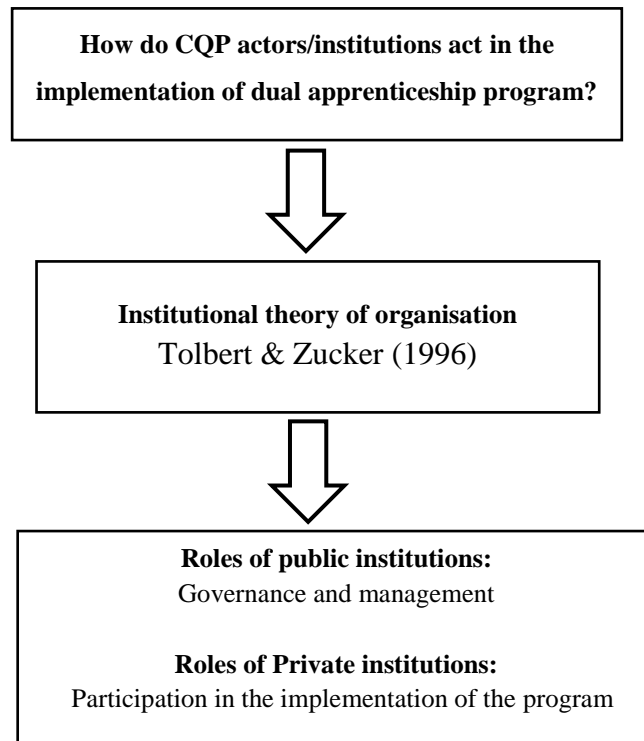 How do CQP actors/institutions act in the
implementation of dual apprenticeship program?
Institutional theory of organisation
Tolbert & Zucker (1996)
Roles of public institutions:
Governance and management
Roles of Private institutions:
Participation in the implementation of the program